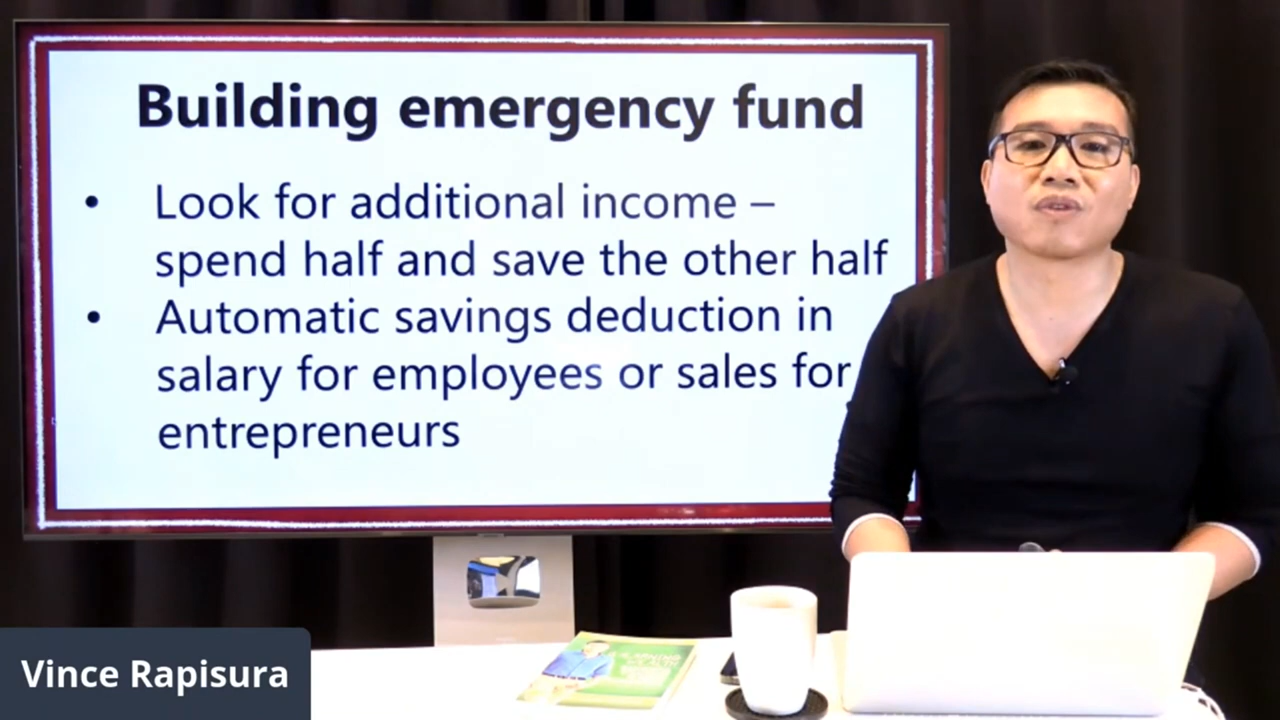 Building emergency fund
• Look for additional income –
spend half and save the other half
• Automatic savings deduction in
salary for employees or sales for
entrepreneurs
Vince Rapisura